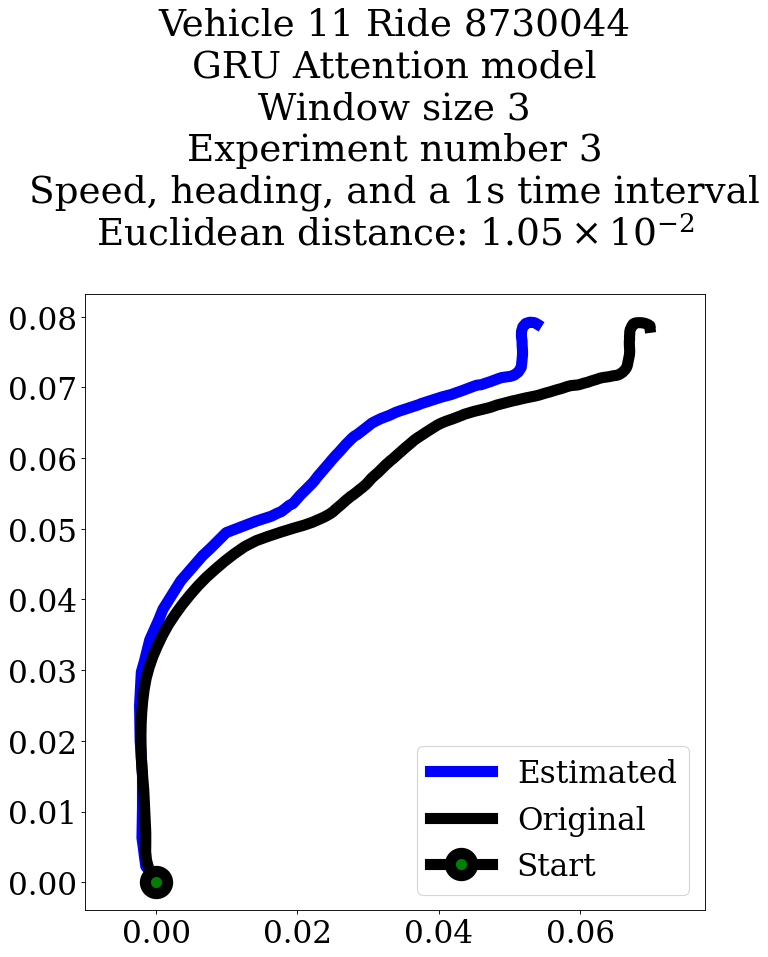 Vehicle 11 Ride 8730044
GRU Attention model
Window size 3
Experiment number 3
Speed, heading, and a 1s time interval
Euclidean distance: 1.05 × 10⁻²
0.08
0.07
0.06
0.05
0.04
0.03
0.02
0.01
0.00
Estimated
Original
Start
0.00 0.02 0.04 0.06